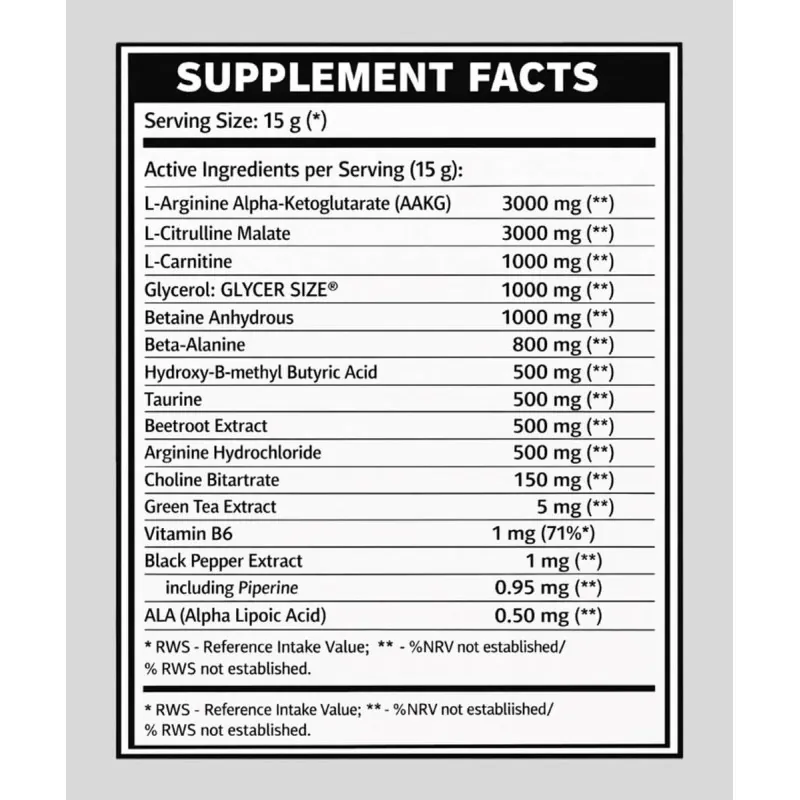 SUPPLEMENT FACTS
Serving Size: 15 g (*)
Active Ingredients per Serving (15 g):
L-Arginine Alpha-Ketoglutarate (AAKG) 3000 mg (**)
L-Citrulline Malate 3000 mg (**)
L-Carnitine 1000 mg (**)
Glycerol: GLYCER SIZE® 1000 mg (**)
Betaine Anhydrous 1000 mg (**)
Beta-Alanine 800 mg (**)
Hydroxy-B-methyl Butyric Acid 500 mg (**)
Taurine 500 mg (**)
Beetroot Extract 500 mg (**)
Arginine Hydrochloride 500 mg (**)
Choline Bitartrate 150 mg (**)
Green Tea Extract 5 mg (**)
Vitamin B6 1 mg (71%*)
Black Pepper Extract 1 mg (**)
including Piperine 0.95 mg (**)
ALA (Alpha Lipoic Acid) 0.50 mg (**)
* RWS - Reference Intake Value; ** - %NRV not established/
% RWS not established.
* RWS - Reference Intake Value; ** - %NRV not establiished/
% RWS not established.